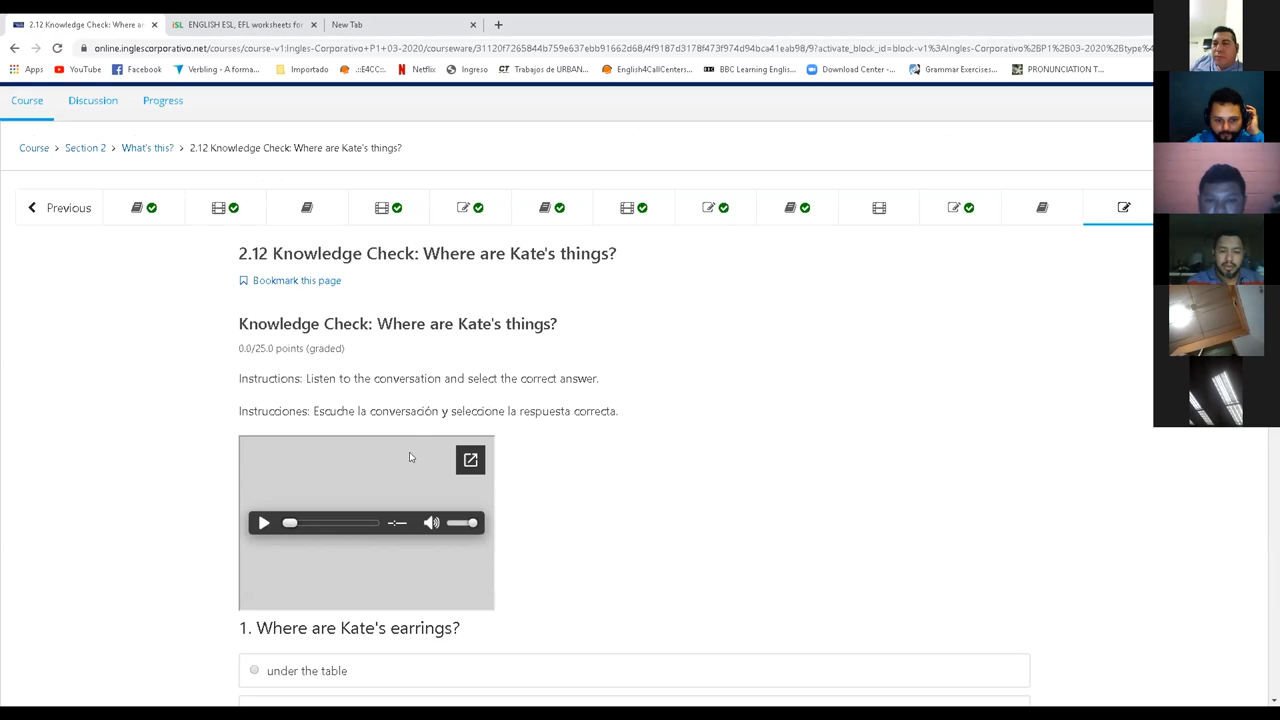 2.12 Knowledge Check: Where ar
ENGLISH ESL, EFL worksheets fo
New Tab
online.inglescorporativo.net/courses/course-v1:Ingles-Corporativo+P1+03-2020/courseware/
Apps
YouTube
Facebook
Verbling - A forma...
Importado
.::E4CC::.
Netflix
Ingreso
CT Trabajos de URBAN...
English4CallCenters...
BBC Learning Englis...
Download Center -...
Grammar Exercises...
PRONUNCIATION T...
Course Discussion Progress
Course > Section 2 > What's this? > 2.12 Knowledge Check: Where are Kate's things?
Previous
2.12 Knowledge Check: Where are Kate's things?
Bookmark this page
Knowledge Check: Where are Kate's things?
0.0/25.0 points (graded)
Instructions: Listen to the conversation and select the correct answer.
Instrucciones: Escuche la conversación y seleccione la respuesta correcta.
1. Where are Kate's earrings?
under the table